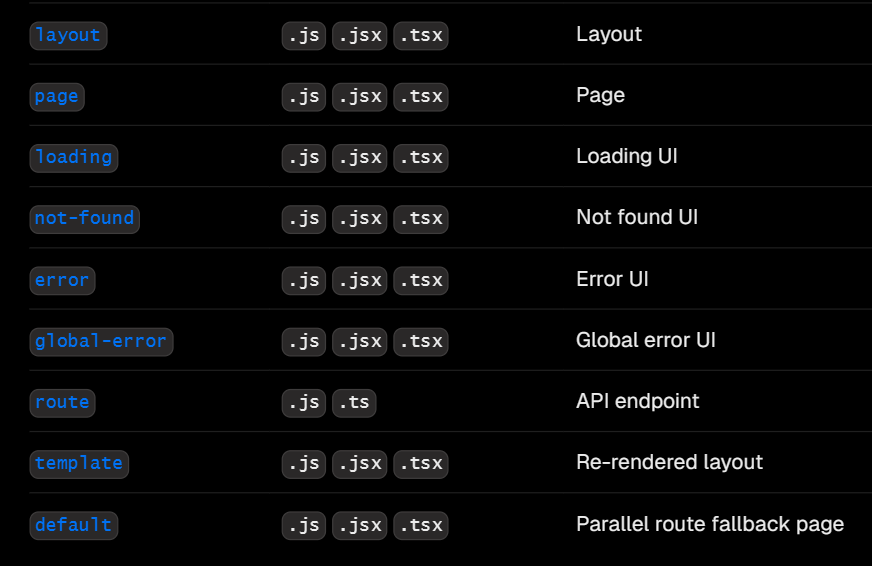 layout .js .jsx .tsx Layout
page .js .jsx .tsx Page
loading .js .jsx .tsx Loading UI
not-found .js .jsx .tsx Not found UI
error .js .jsx .tsx Error UI
global-error .js .jsx .tsx Global error UI
route .js .ts API endpoint
template .js .jsx .tsx Re-rendered layout
default .js .jsx .tsx Parallel route fallback page